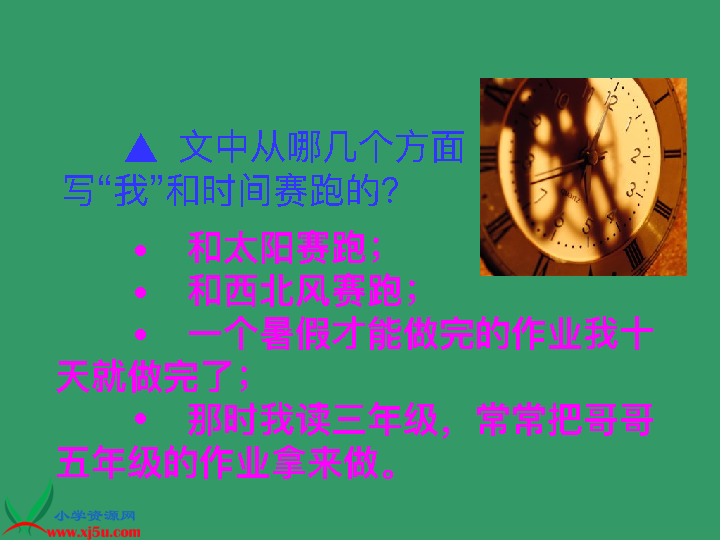 ▲ 文中从哪几个方面
写“我”和时间赛跑的?
• 和太阳赛跑；
• 和西北风赛跑；
• 一个暑假才能做完的作业我十
天就做完了；
• 那时我读三年级，常常把哥哥
五年级的作业拿来做。
小学资源网
www.xj5u.com